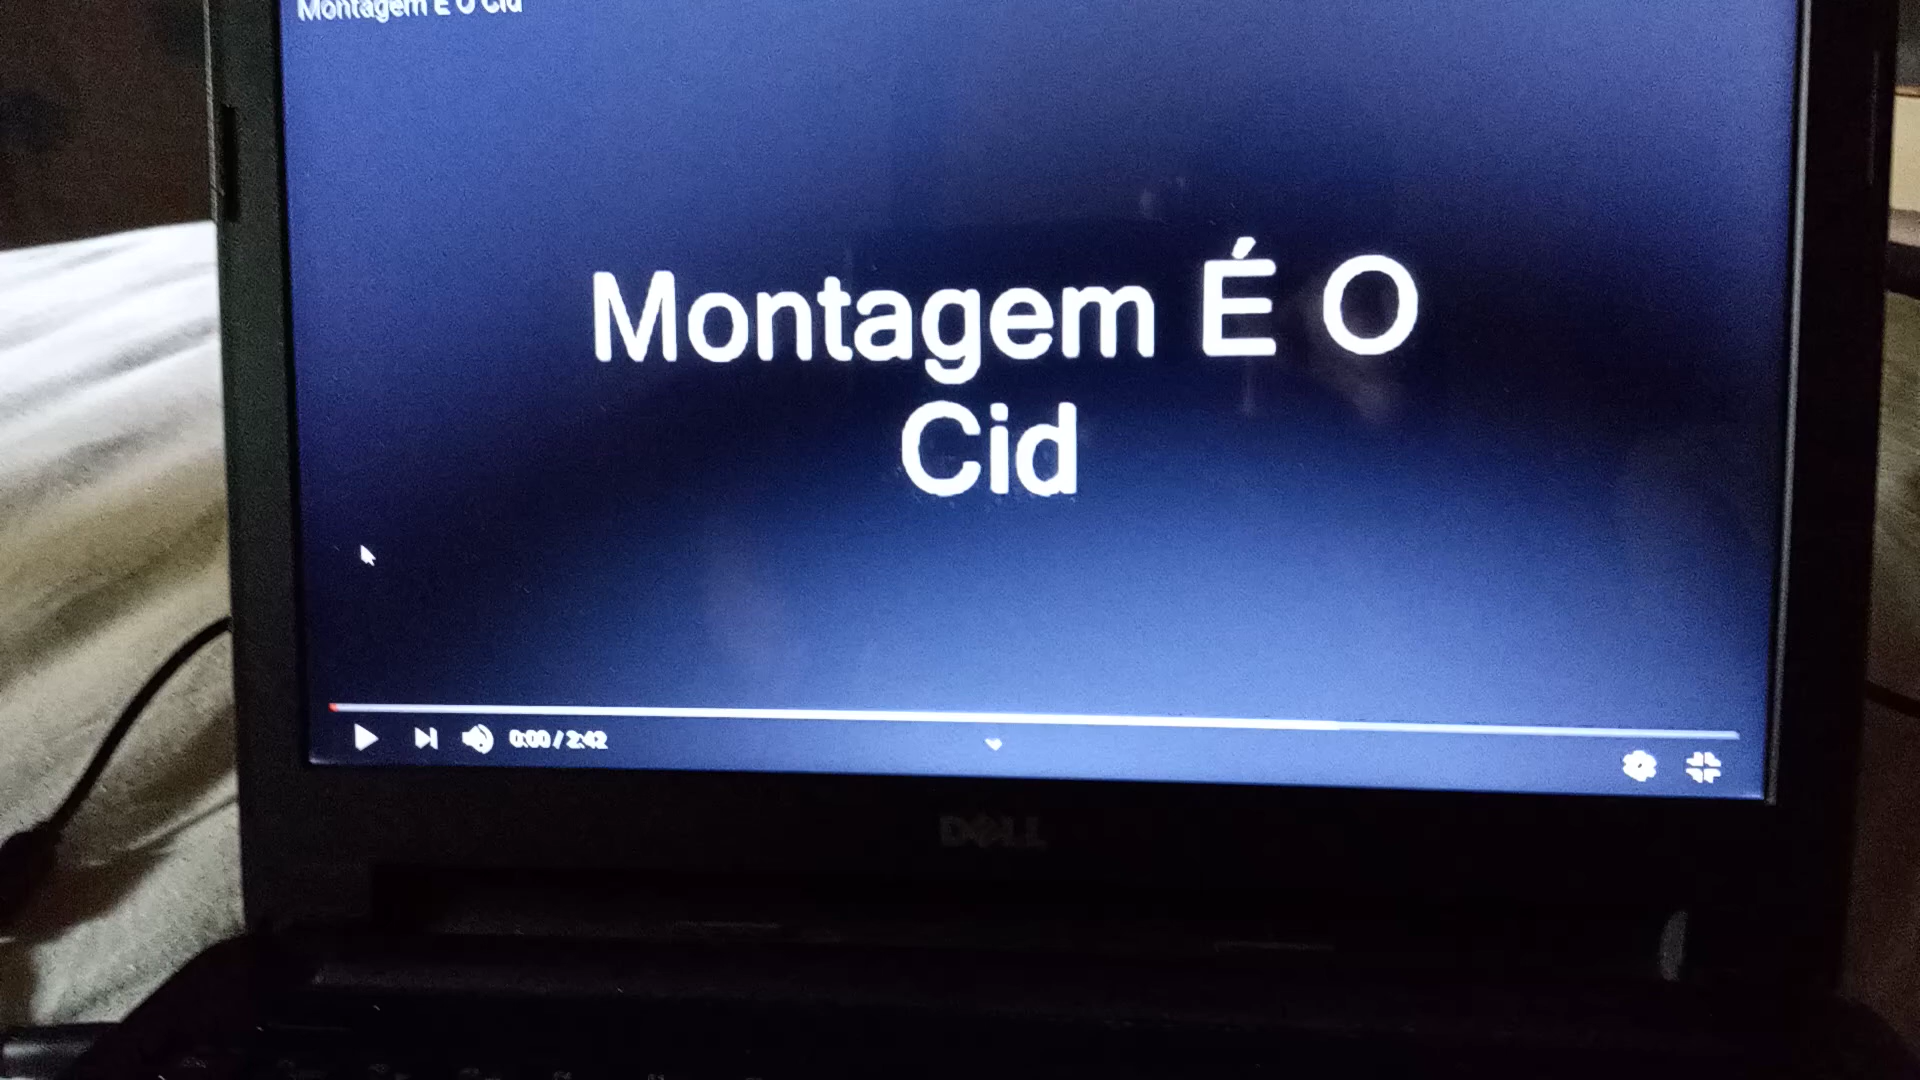 Montagem É O Cid
Montagem É O
Cid
0:00 / 2:42
DELL